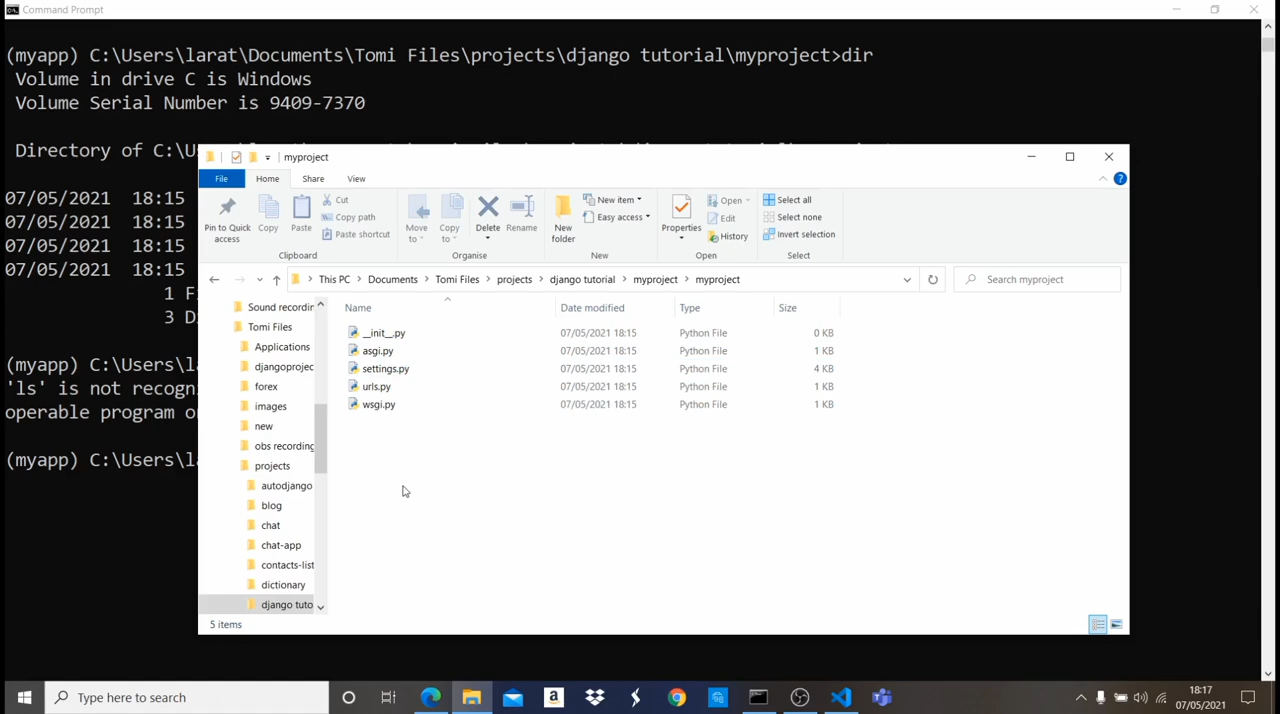 Command Prompt
(myapp) C:\Users\larat\Documents\Tomi Files\projects\django tutorial\myproject>dir
Volume in drive C is Windows
Volume Serial Number is 9409-7370
Directory of C:\U
07/05/2021 18:15
07/05/2021 18:15
07/05/2021 18:15
07/05/2021 18:15
1 F
3 D
(myapp) C:\Users\l
'ls' is not recogn
operable program o
(myapp) C:\Users\l
myproject
File Home Share View
Pin to Quick access
Copy
Paste
Cut
Copy path
Paste shortcut
Clipboard
Move to
Copy to
Delete
Rename
Organise
New folder
New item
Easy access
New
Properties
Open
Edit
History
Open
Select all
Select none
Invert selection
Select
This PC > Documents > Tomi Files > projects > django tutorial > myproject > myproject
Search myproject
Sound recordin
Tomi Files
Applications
djangoprojec
forex
images
new
obs recording
projects
autodjango
blog
chat
chat-app
contacts-list
dictionary
django tuto
Name Date modified Type Size
__init__.py 07/05/2021 18:15 Python File 0 KB
asgi.py 07/05/2021 18:15 Python File 1 KB
settings.py 07/05/2021 18:15 Python File 4 KB
urls.py 07/05/2021 18:15 Python File 1 KB
wsgi.py 07/05/2021 18:15 Python File 1 KB
5 items
Type here to search
18:17
07/05/2021